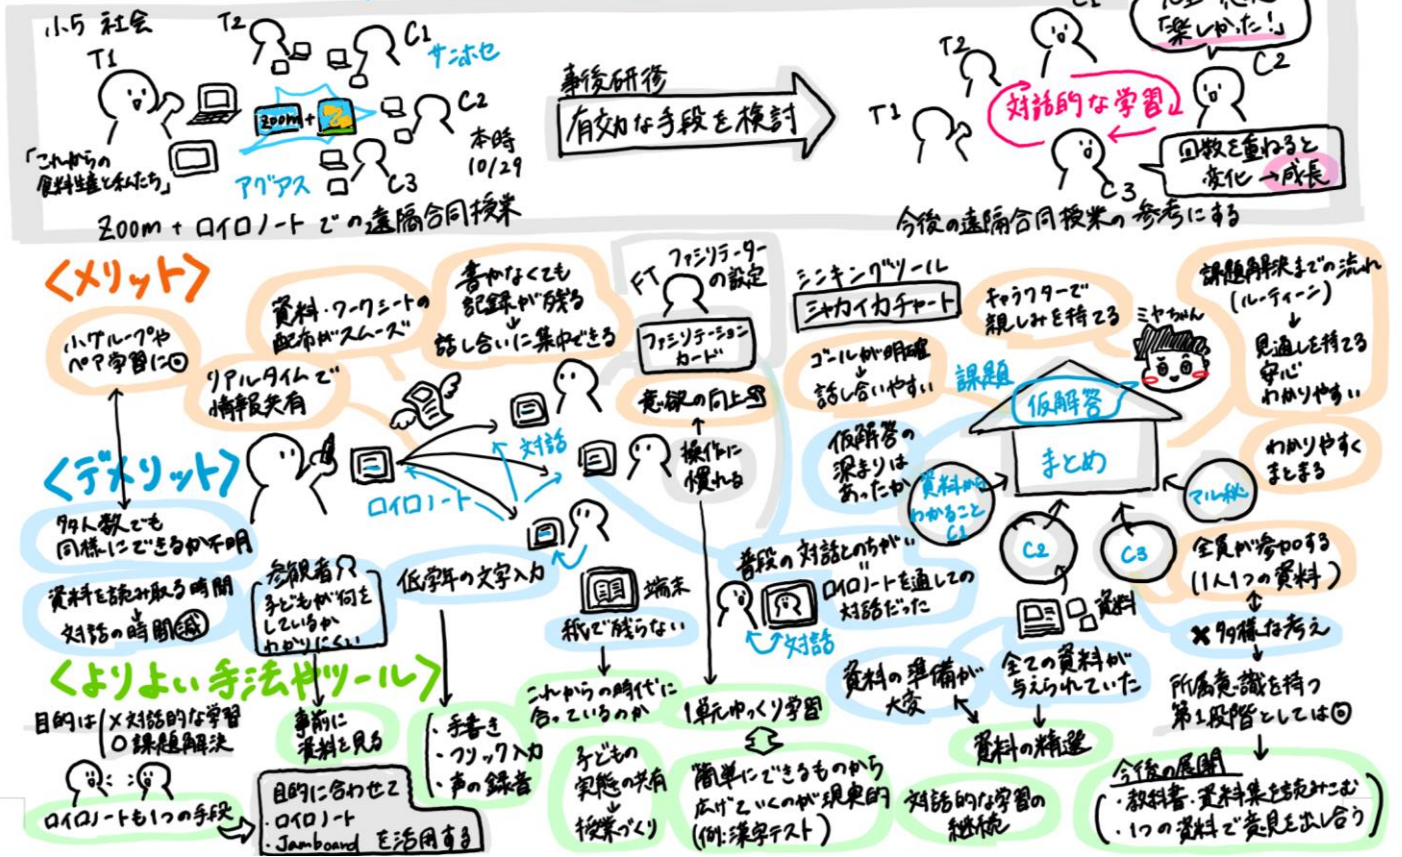 小5 社会
T1
T2
C1
サンホセ
C2
C3
アグアス
zoom + 
本時
10/29
「これからの
食料生産と私たち」
Zoom + ロイロノートでの遠隔合同授業
事後研修
有効な手段を検討
T1
T2
C1
C2
C3
対話的な学習
「楽しかった!」
回数を重ねると
変化→成長
今後の遠隔合同授業の参考にする
<メリット>
小グループや
ペア学習に◎
資料・ワークシートの
配布がスムーズ
リアルタイムで
情報共有
書かなくても
記録が残る
↓
話し合いに集中できる
FT
ファシリテーター
の設定
ファシリテーション
カード
意欲の向上
↑
操作に
慣れる
シンキングツール
シャカイカチャート
ゴールが明確
↓
話し合いやすい
キャラクターで
親しみを持てる
ミヤちゃん
課題解決までの流れ
(ルーティーン)
↓
見通しを持てる
安心
わかりやすい
わかりやすく
まとまる
課題
仮解答
まとめ
仮解答の
深まりは
あったか
資料から
わかること
C1
C2
C3
マル秘
資料
全員が参加する
(1人1つの資料)
✖多様な考え
所属意識を持つ
第1段階としては◎
<デメリット>
多人数でも
同様にできるか不明
資料を読み取る時間
↓
対話の時間 減
参観者
子どもが何を
しているか
わかりにくい
ロイロノート
対話
低学年の文字入力
端末
紙で残らない
普段の対話とのちがい
ロイロノートを通しての
対話だった
対話
資料の準備が
大変
全ての資料が
与えられていた
<よりよい手法やツール>
目的は
×対話的な学習
○課題解決
ロイロノートも1つの手段
事前に
資料を見る
目的に合わせて
・ロイロノート
・Jamboard を活用する
・手書き
・フリック入力
・声の録音
これからの時代に
合っているのか
子どもの
実態の共有
↓
授業づくり
1単元ゆっくり学習
簡単にできるものから
広げていくのが現実的
(例:漢字テスト)
資料の精選
対話的な学習の
継続
今後の展開
・教科書・資料集を読みこむ
・1つの資料で意見を出し合う